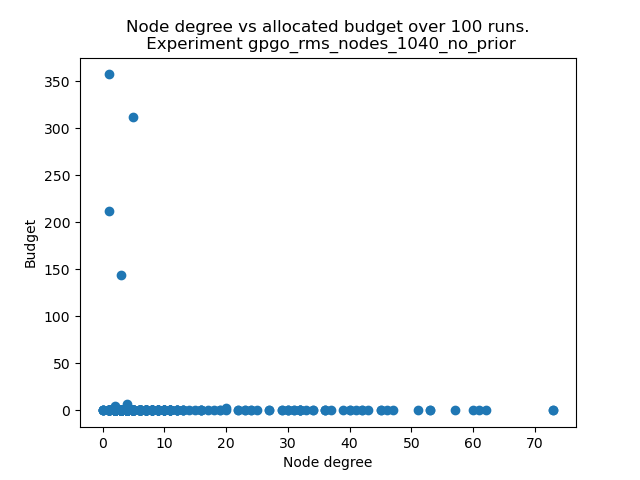 Node degree vs allocated budget over 100 runs.
Experiment gpgo_rms_nodes_1040_no_prior
350
300
250
200
150
100
50
0
Budget
0 10 20 30 40 50 60 70
Node degree